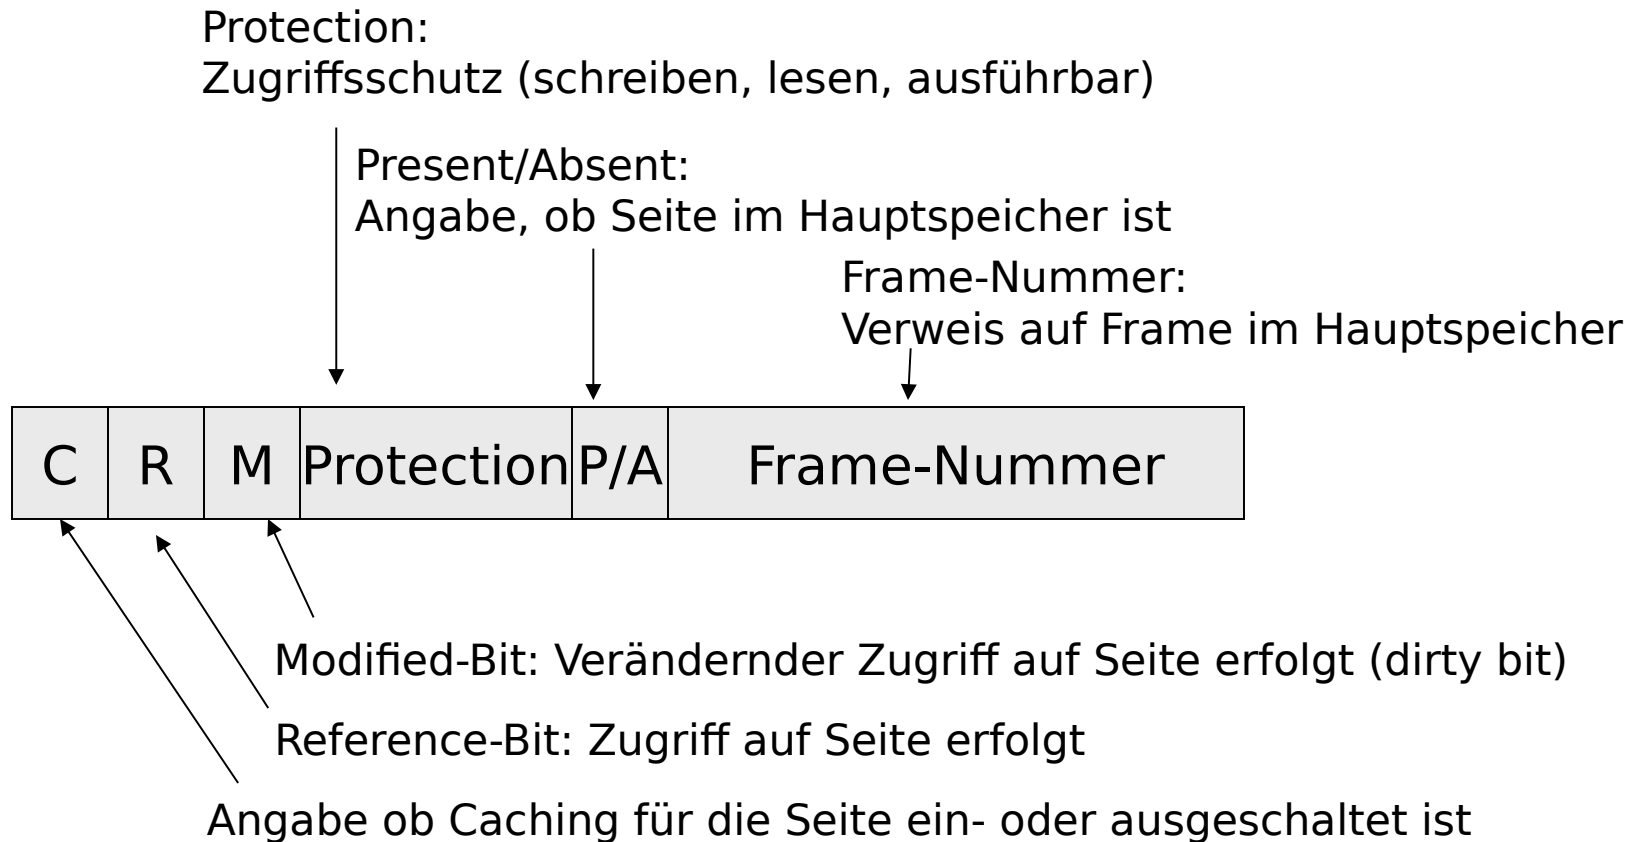 Protection:
Zugriffsschutz (schreiben, lesen, ausführbar)
Present/Absent:
Angabe, ob Seite im Hauptspeicher ist
Frame-Nummer:
Verweis auf Frame im Hauptspeicher
C R M Protection P/A Frame-Nummer
Modified-Bit: Verändernder Zugriff auf Seite erfolgt (dirty bit)
Reference-Bit: Zugriff auf Seite erfolgt
Angabe ob Caching für die Seite ein- oder ausgeschaltet ist